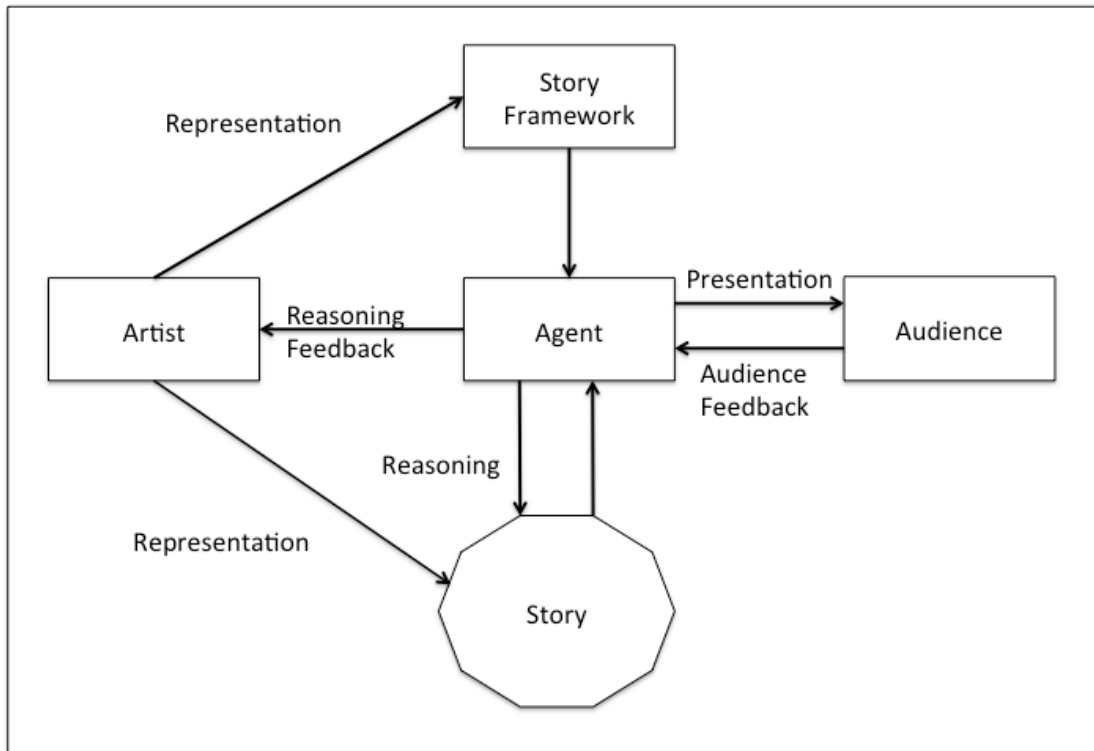 Story
Framework
Representation
Presentation
Artist
Reasoning
Feedback
Agent
Audience
Audience
Feedback
Reasoning
Representation
Story